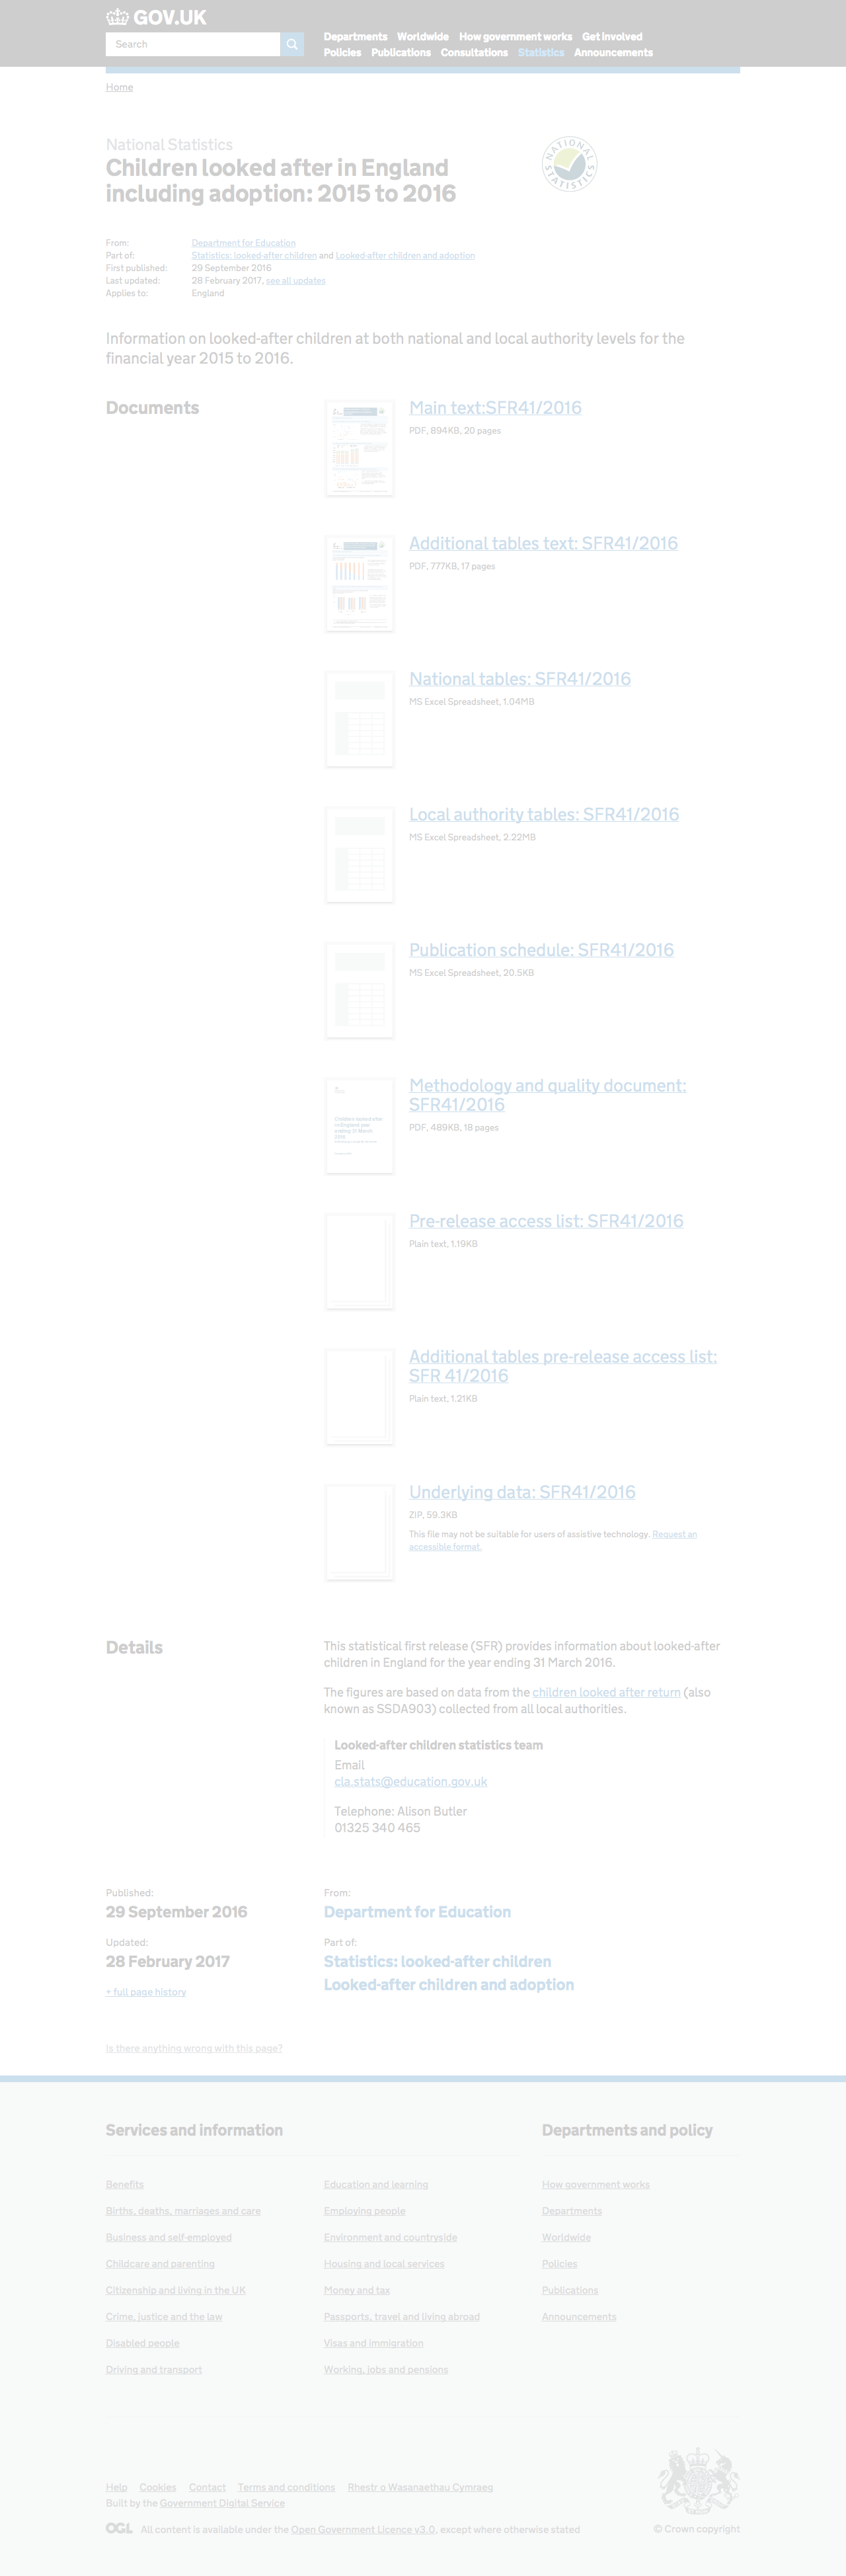 GOV.UK
Search
Departments Worldwide How government works Get involved
Policies Publications Consultations Statistics Announcements
Home
National Statistics
Children looked after in England
including adoption: 2015 to 2016
NATIONAL STATISTICS
From: Department for Education
Part of: Statistics: looked-after children and Looked-after children and adoption
First published: 29 September 2016
Last updated: 28 February 2017, see all updates
Applies to: England
Information on looked-after children at both national and local authority levels for the
financial year 2015 to 2016.
Documents
Main text:SFR41/2016
PDF, 894KB, 20 pages
Additional tables text: SFR41/2016
PDF, 777KB, 17 pages
National tables: SFR41/2016
MS Excel Spreadsheet, 1.04MB
Local authority tables: SFR41/2016
MS Excel Spreadsheet, 2.22MB
Publication schedule: SFR41/2016
MS Excel Spreadsheet, 20.5KB
Children looked after
in England year
ending 31 March
Methodology and quality document:
SFR41/2016
PDF, 489KB, 18 pages
Pre-release access list: SFR41/2016
Plain text, 1.19KB
Additional tables pre-release access list:
SFR 41/2016
Plain text, 1.21KB
Underlying data: SFR41/2016
ZIP, 59.3KB
This file may not be suitable for users of assistive technology. Request an
accessible format.
Details
This statistical first release (SFR) provides information about looked-after
children in England for the year ending 31 March 2016.
The figures are based on data from the children looked after return (also
known as SSDA903) collected from all local authorities.
Looked-after children statistics team
Email
cla.stats@education.gov.uk
Telephone: Alison Butler
01325 340 465
Published:
29 September 2016
Updated:
28 February 2017
+ full page history
From:
Department for Education
Part of:
Statistics: looked-after children
Looked-after children and adoption
Is there anything wrong with this page?
Services and information
Benefits
Births, deaths, marriages and care
Business and self-employed
Childcare and parenting
Citizenship and living in the UK
Crime, justice and the law
Disabled people
Driving and transport
Education and learning
Employing people
Environment and countryside
Housing and local services
Money and tax
Passports, travel and living abroad
Visas and immigration
Working, jobs and pensions
Departments and policy
How government works
Departments
Worldwide
Policies
Publications
Announcements
Help Cookies Contact Terms and conditions Rhestr o Wasanaethau Cymraeg
Built by the Government Digital Service
OGL All content is available under the Open Government Licence v3.0, except where otherwise stated
© Crown copyright